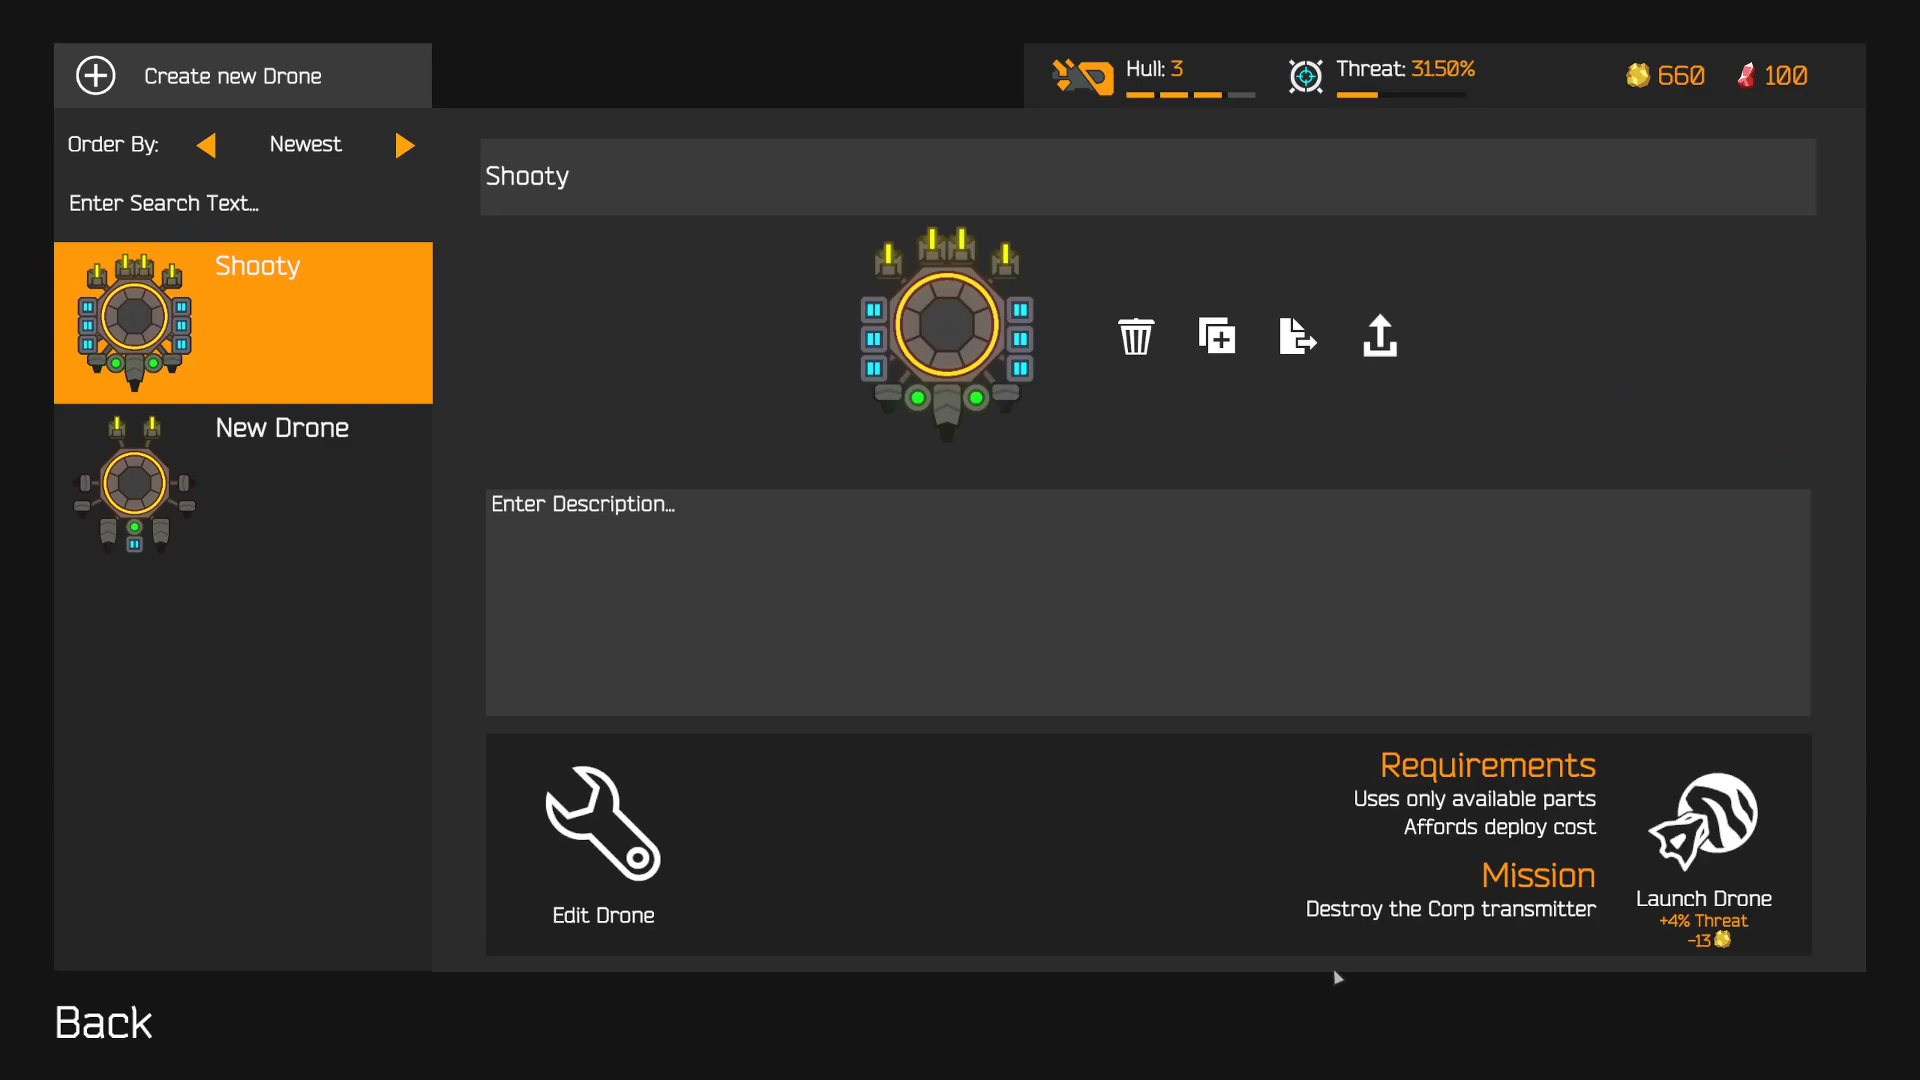 Create new Drone
Hull: 3
Threat: 31.50%
660
100
Order By:
Newest
Enter Search Text...
Shooty
New Drone
Shooty
Enter Description...
Edit Drone
Requirements
Uses only available parts
Affords deploy cost
Mission
Destroy the Corp transmitter
Launch Drone
+4% Threat
-13
Back